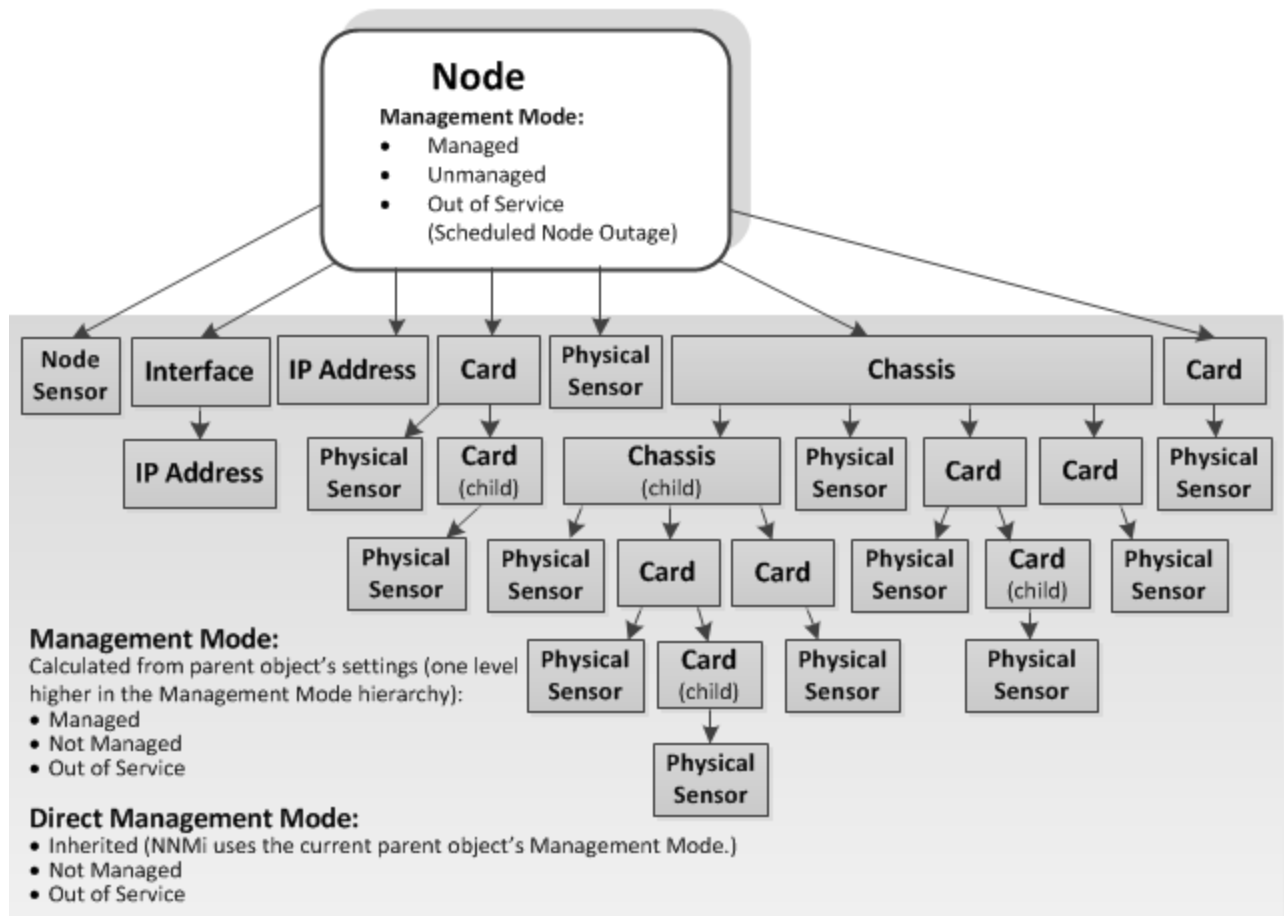 Node
Management Mode:
• Managed
• Unmanaged
• Out of Service
(Scheduled Node Outage)
Node
Sensor
Interface
IP Address
Card
Physical
Sensor
Chassis
Card
IP Address
Physical
Sensor
Card
(child)
Chassis
(child)
Physical
Sensor
Card
Card
Physical
Sensor
Physical
Sensor
Physical
Sensor
Card
Card
Physical
Sensor
Card
(child)
Physical
Sensor
Physical
Sensor
Card
(child)
Physical
Sensor
Physical
Sensor
Physical
Sensor
Management Mode:
Calculated from parent object's settings (one level
higher in the Management Mode hierarchy):
• Managed
• Not Managed
• Out of Service
Direct Management Mode:
• Inherited (NNMi uses the current parent object's Management Mode.)
• Not Managed
• Out of Service